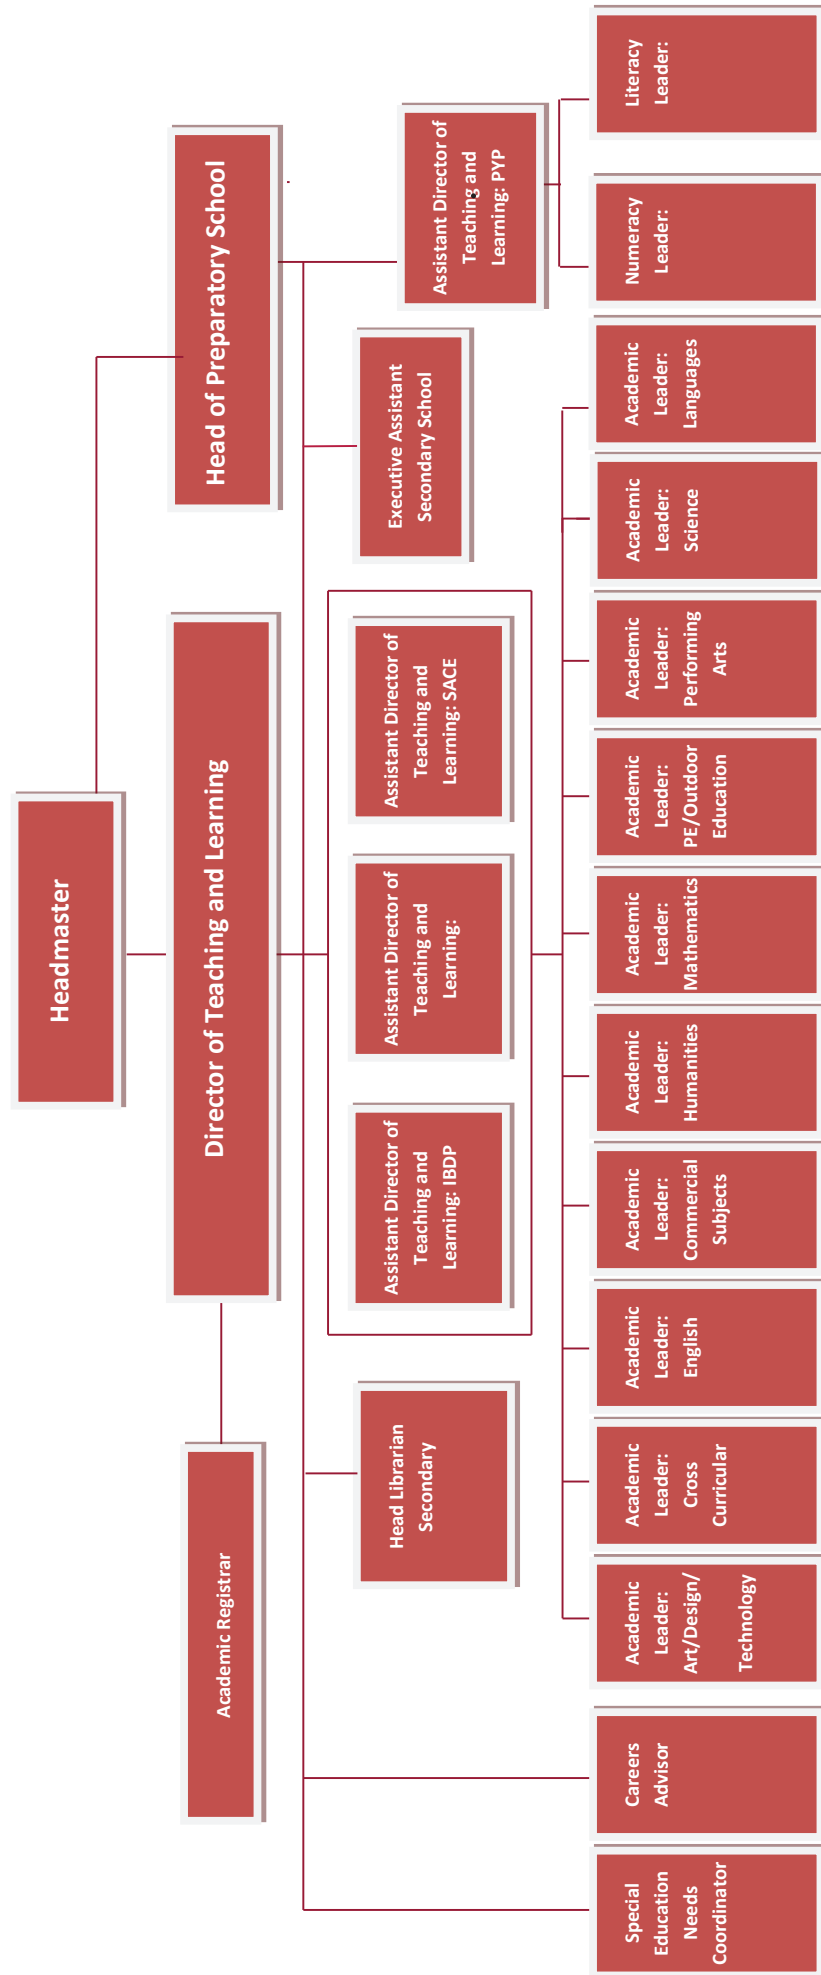 Headmaster
Director of Teaching and Learning
Head of Preparatory School
Academic Registrar
Head Librarian
Secondary
Assistant Director of
Teaching and
Learning: IBDP
Assistant Director of
Teaching and
Learning:
Assistant Director of
Teaching and
Learning: SACE
Executive Assistant
Secondary School
Assistant Director of
Teaching and
Learning: PYP
Special
Education
Needs
Coordinator
Careers
Advisor
Academic
Leader:
Art/Design/
Technology
Academic
Leader:
Cross
Curricular
Academic
Leader:
English
Academic
Leader:
Commercial
Subjects
Academic
Leader:
Humanities
Academic
Leader:
Mathematics
Academic
Leader:
PE/Outdoor
Education
Academic
Leader:
Performing
Arts
Academic
Leader:
Science
Academic
Leader:
Languages
Numeracy
Leader:
Literacy
Leader: